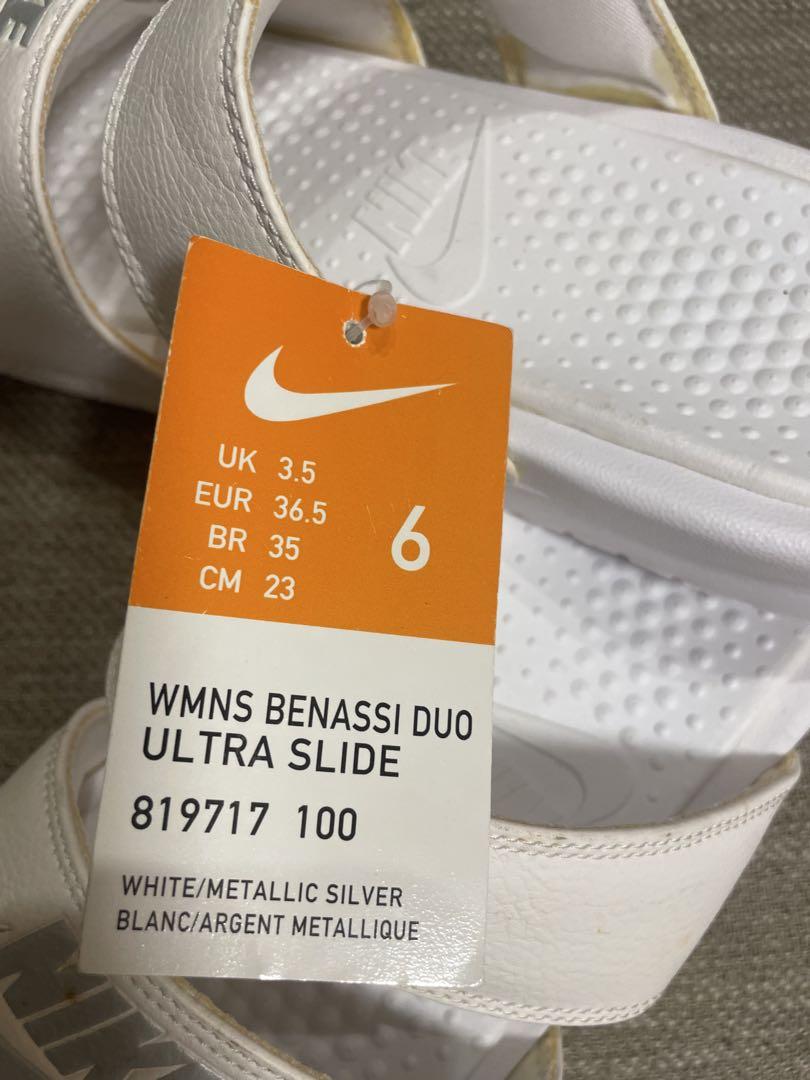 UK 3.5
EUR 36.5
BR 35
CM 23
6
WMNS BENASSI DUO
ULTRA SLIDE
819717 100
WHITE/METALLIC SILVER
BLANC/ARGENT METALLIQUE
NIKE